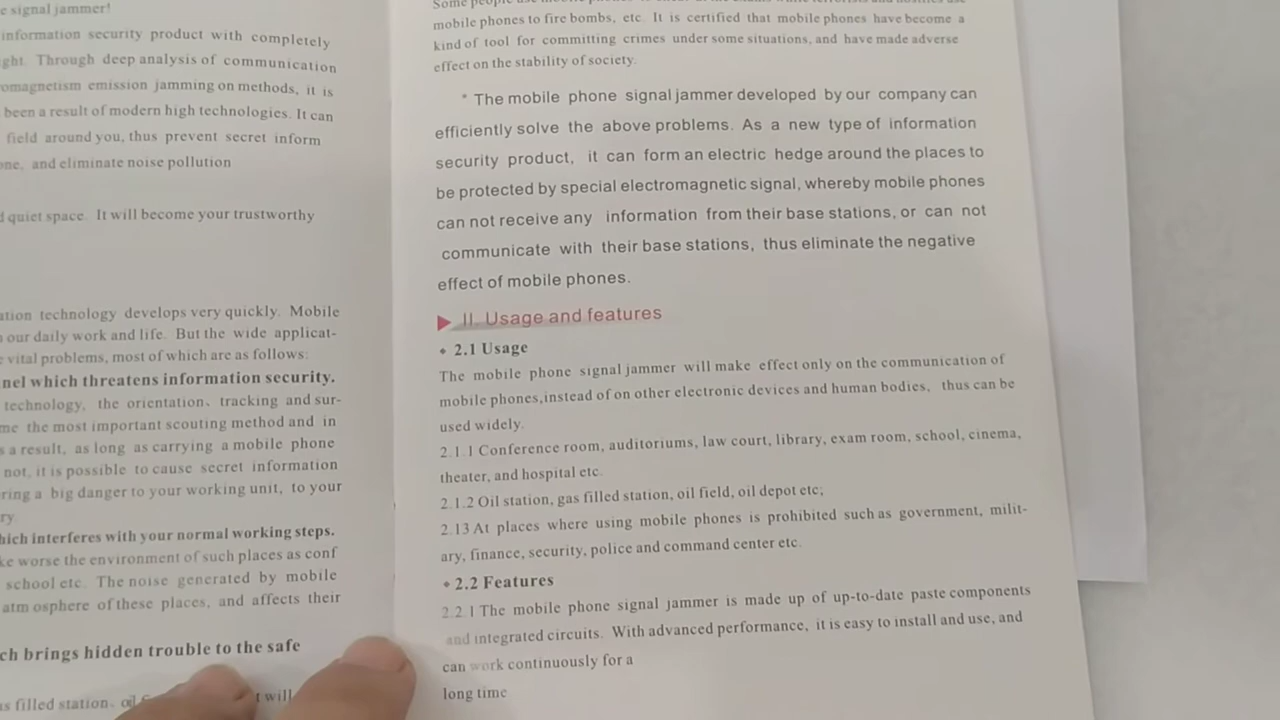 e signal jammer!
information security product with completely
ght. Through deep analysis of communication
omagnetism emission jamming on methods, it is
been a result of modern high technologies. It can
field around you, thus prevent secret inform
one, and eliminate noise pollution
d quiet space. It will become your trustworthy
ation technology develops very quickly. Mobile
our daily work and life. But the wide applicat-
vital problems, most of which are as follows:
nel which threatens information security.
technology, the orientation, tracking and sur-
me the most important scouting method and in
s a result, as long as carrying a mobile phone
not, it is possible to cause secret information
ring a big danger to your working unit, to your
ry
hich interferes with your normal working steps.
ke worse the environment of such places as conf
school etc. The noise generated by mobile
atm osphere of these places, and affects their
ch brings hidden trouble to the safe
s filled station, oil
t will
mobile phones to fire bombs, etc. It is certified that mobile phones have become a
kind of tool for committing crimes under some situations, and have made adverse
effect on the stability of society.
* The mobile phone signal jammer developed by our company can
efficiently solve the above problems. As a new type of information
security product, it can form an electric hedge around the places to
be protected by special electromagnetic signal, whereby mobile phones
can not receive any information from their base stations, or can not
communicate with their base stations, thus eliminate the negative
effect of mobile phones.
▶ II. Usage and features
◆ 2.1 Usage
The mobile phone signal jammer will make effect only on the communication of
mobile phones,instead of on other electronic devices and human bodies, thus can be
used widely.
2.1.1 Conference room, auditoriums, law court, library, exam room, school, cinema,
theater, and hospital etc.
2.1.2 Oil station, gas filled station, oil field, oil depot etc;
2.13 At places where using mobile phones is prohibited such as government, milit-
ary, finance, security, police and command center etc.
◆ 2.2 Features
2.2.1 The mobile phone signal jammer is made up of up-to-date paste components
and integrated circuits. With advanced performance, it is easy to install and use, and
can work continuously for a
long time